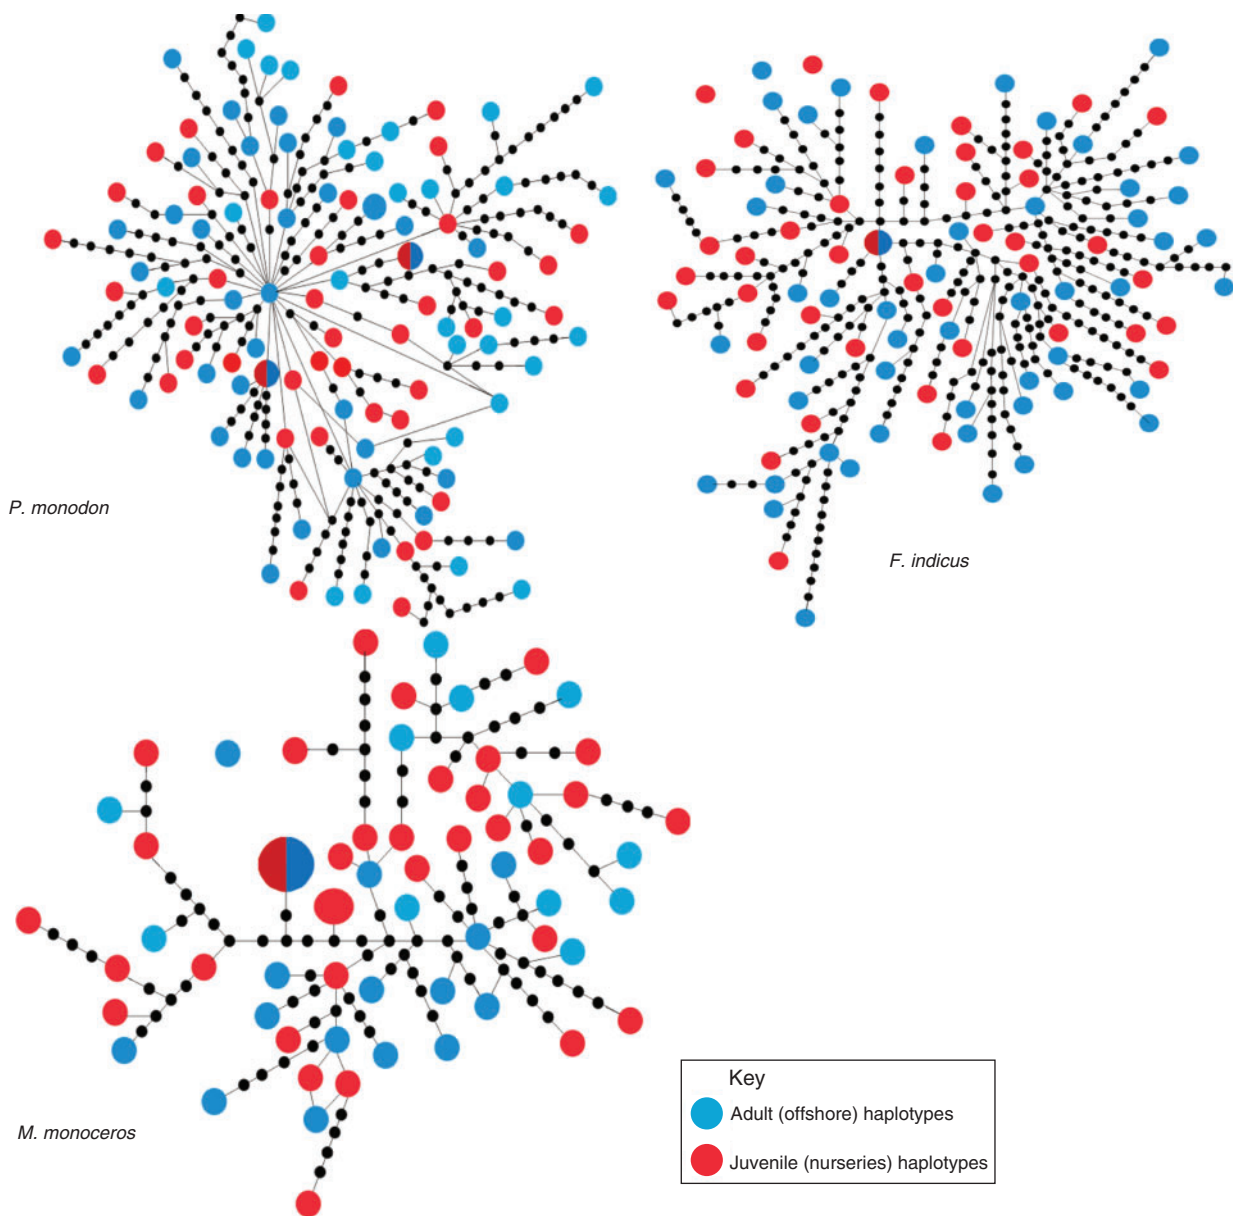 P. monodon
F. indicus
M. monoceros
Key
Adult (offshore) haplotypes
Juvenile (nurseries) haplotypes